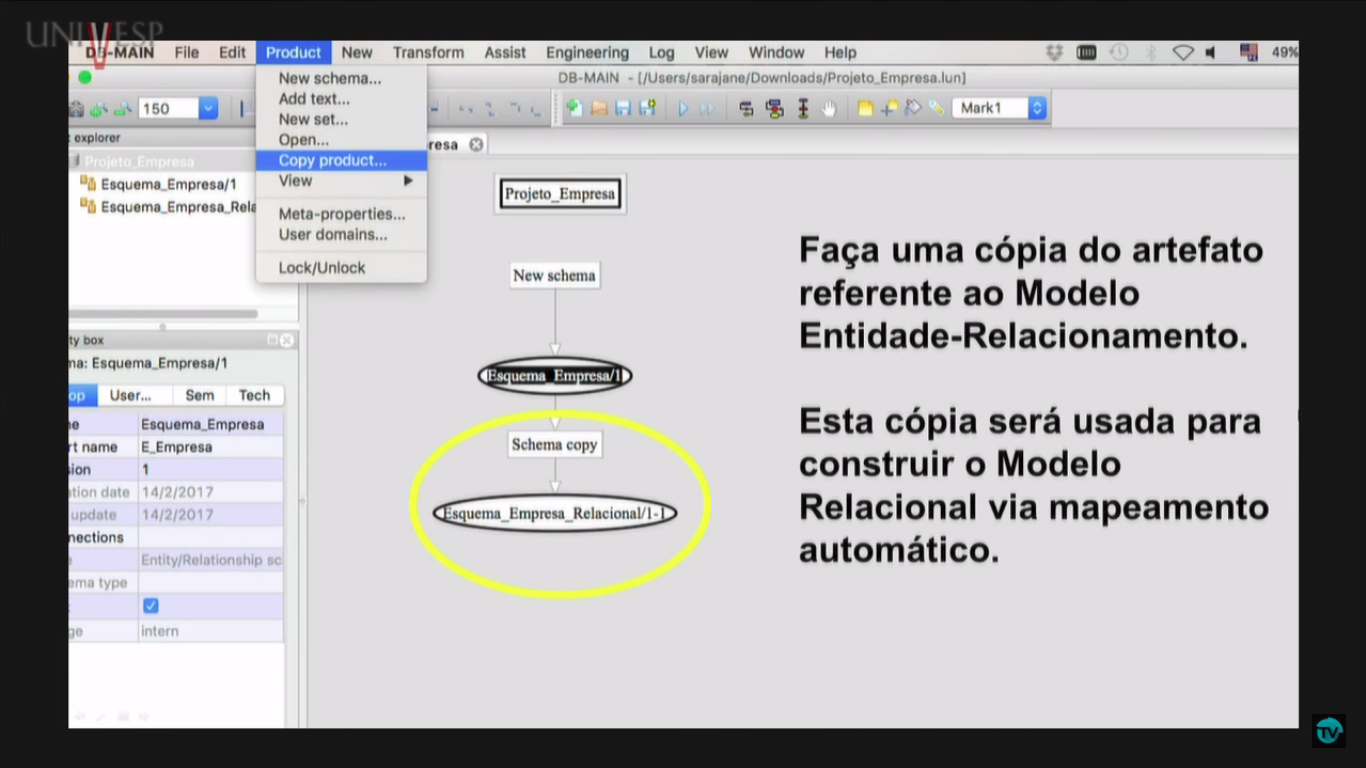 UNIVESP
DB-MAIN File Edit Product New Transform Assist Engineering Log View Window Help 49%
DB-MAIN - [/Users/sarajane/Downloads/Projeto_Empresa.lun]
150
Mark1
New schema...
Add text...
New set...
Open...
Copy product...
View
Meta-properties...
User domains...
Lock/Unlock
explorer
Projeto_Empresa
Esquema_Empresa/1
Esquema_Empresa_Rela
resa
Projeto_Empresa
New schema
Esquema_Empresa/1
Schema copy
Esquema_Empresa_Relacional/1-1
ty box
na: Esquema_Empresa/1
op User... Sem Tech
e Esquema_Empresa
rt name E_Empresa
sion 1
ation date 14/2/2017
update 14/2/2017
nections
Entity/Relationship sc
ema type
ge intern
Faça uma cópia do artefato
referente ao Modelo
Entidade-Relacionamento.
Esta cópia será usada para
construir o Modelo
Relacional via mapeamento
automático.
TV